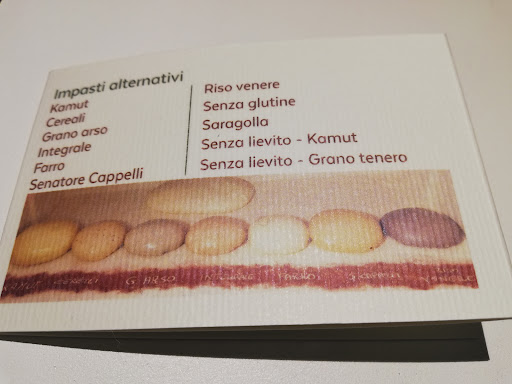 Impasti alternativi
Kamut
Cereali
Grano arso
Integrale
Farro
Senatore Cappelli
Riso venere
Senza glutine
Saragolla
Senza lievito - Kamut
Senza lievito - Grano tenero
G. ARSO